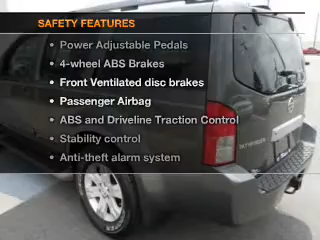 SAFETY FEATURES
• Power Adjustable Pedals
• 4-wheel ABS Brakes
• Front Ventilated disc brakes
• Passenger Airbag
• ABS and Driveline Traction Control
• Stability control
• Anti-theft alarm system